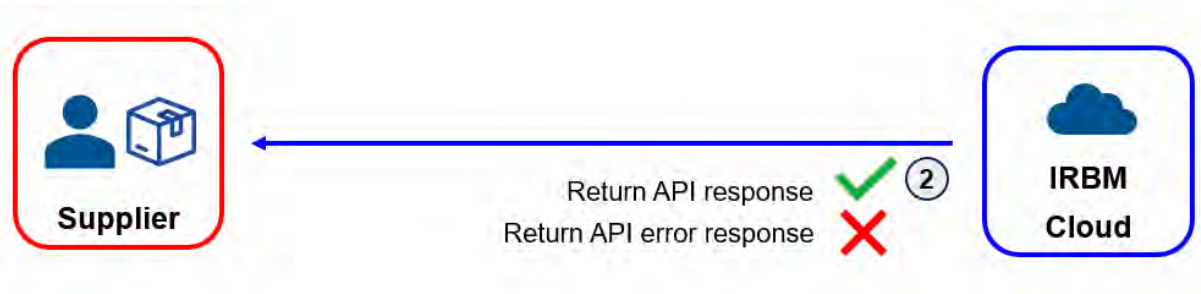 Supplier
Return API response
2
Return API error response
IRBM
Cloud